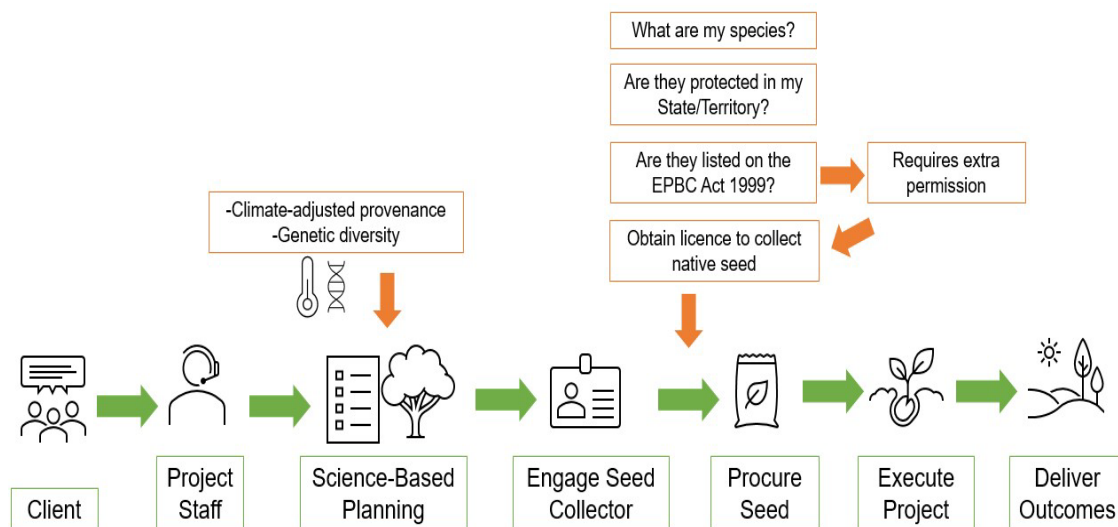 What are my species?
Are they protected in my
State/Territory?
Are they listed on the
EPBC Act 1999?
Requires extra
permission
-Climate-adjusted provenance
-Genetic diversity
Obtain licence to collect
native seed
Client
Project
Staff
Science-Based
Planning
Engage Seed
Collector
Procure
Seed
Execute
Project
Deliver
Outcomes